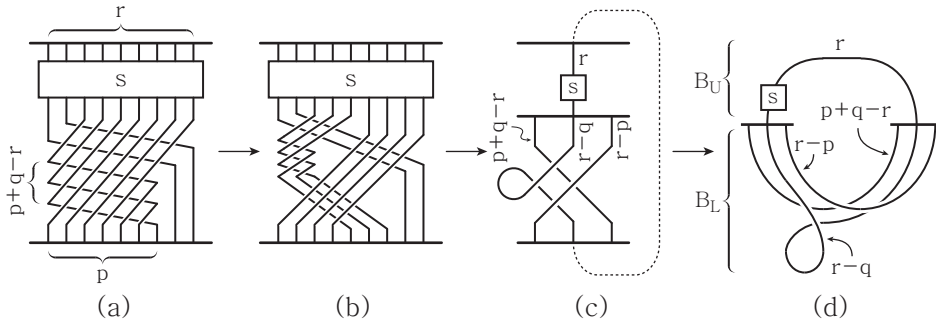 r
s
p+q-r
p
(a)
s
(b)
r
s
p+q-r
r-q
r-p
(c)
r
B_U
s
p+q-r
r-p
B_L
r-q
(d)